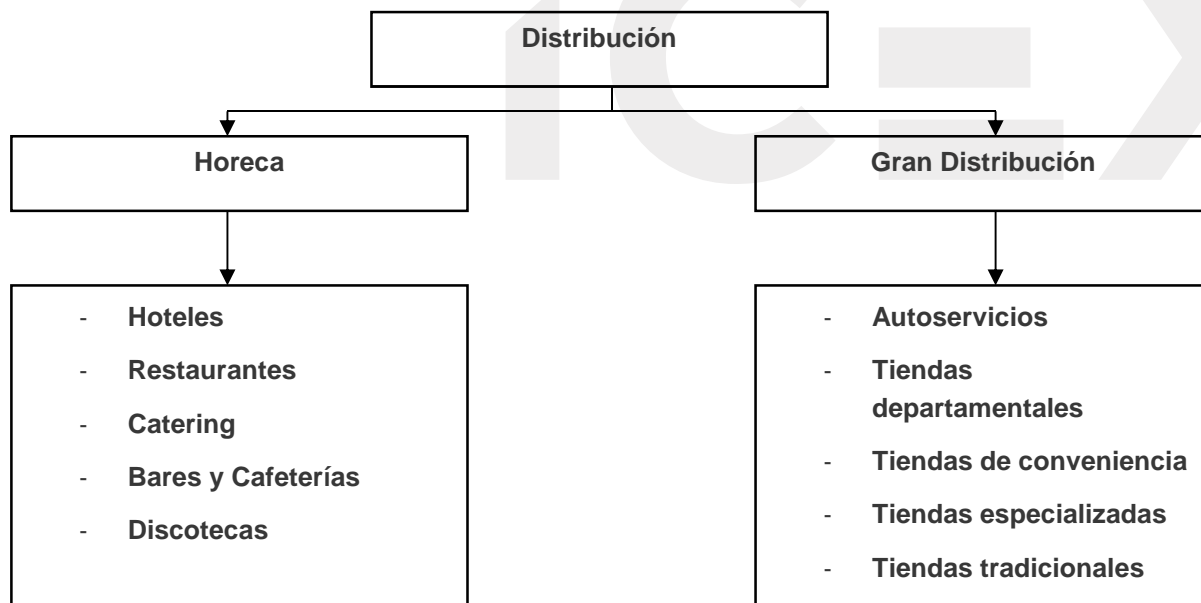 Distribución
Horeca
Gran Distribución
- Hoteles
- Restaurantes
- Catering
- Bares y Cafeterías
- Discotecas
- Autoservicios
- Tiendas
departamentales
- Tiendas de conveniencia
- Tiendas especializadas
- Tiendas tradicionales